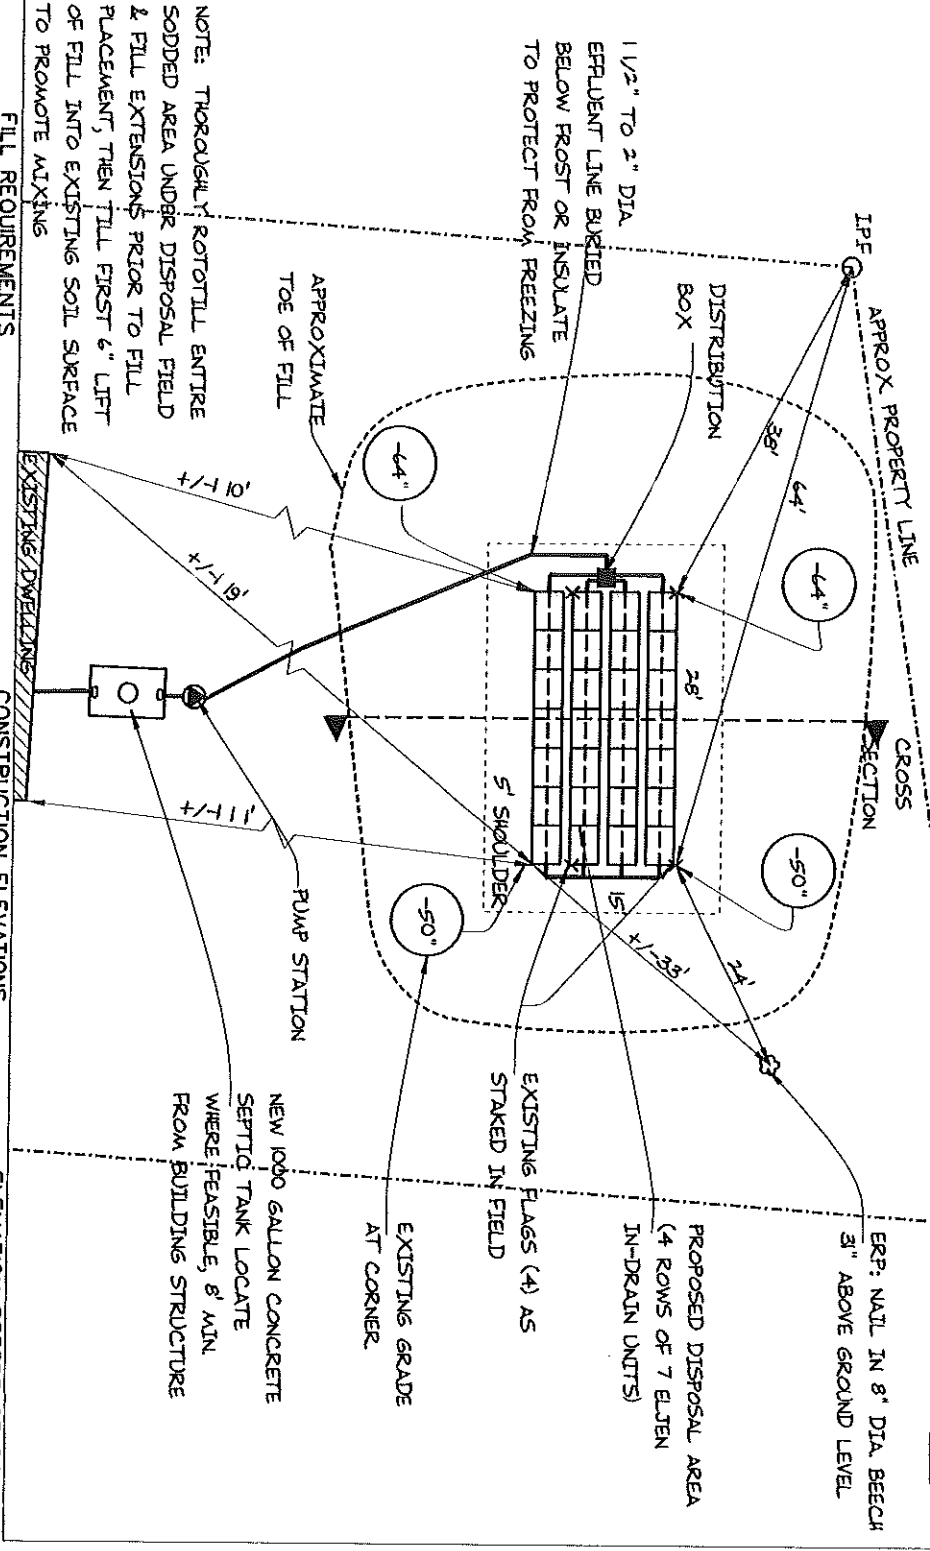 I.P.F
APPROX PROPERTY LINE
CROSS
SECTION
1 1/2" TO 2" DIA
EFFLUENT LINE BURIED
BELOW FROST OR INSULATE
TO PROTECT FROM FREEZING
DISTRIBUTION
BOX
38'
64'
-64"
-50"
28'
15'
24'
+/-33'
ERP: NAIL IN 8" DIA. BEECH
31" ABOVE GROUND LEVEL
PROPOSED DISPOSAL AREA
(4 ROWS OF 7 ELJEN
IN-DRAIN UNITS)
EXISTING FLAGS (4) AS
STAKED IN FIELD
5' SHOULDER
APPROXIMATE
TOE OF FILL
-64"
-50"
EXISTING GRADE
AT CORNER
NOTE: THOROUGHLY ROTOTILL ENTIRE
SODDED AREA UNDER DISPOSAL FIELD
& FILL EXTENSIONS PRIOR TO FILL
PLACEMENT, THEN TILL FIRST 6" LIFT
OF FILL INTO EXISTING SOIL SURFACE
TO PROMOTE MIXING
PUMP STATION
NEW 1000 GALLON CONCRETE
SEPTIC TANK LOCATE
WHERE FEASIBLE, 8' MIN.
FROM BUILDING STRUCTURE
EXISTING DWELLING
FILL REQUIREMENTS
CONSTRUCTION ELEVATIONS